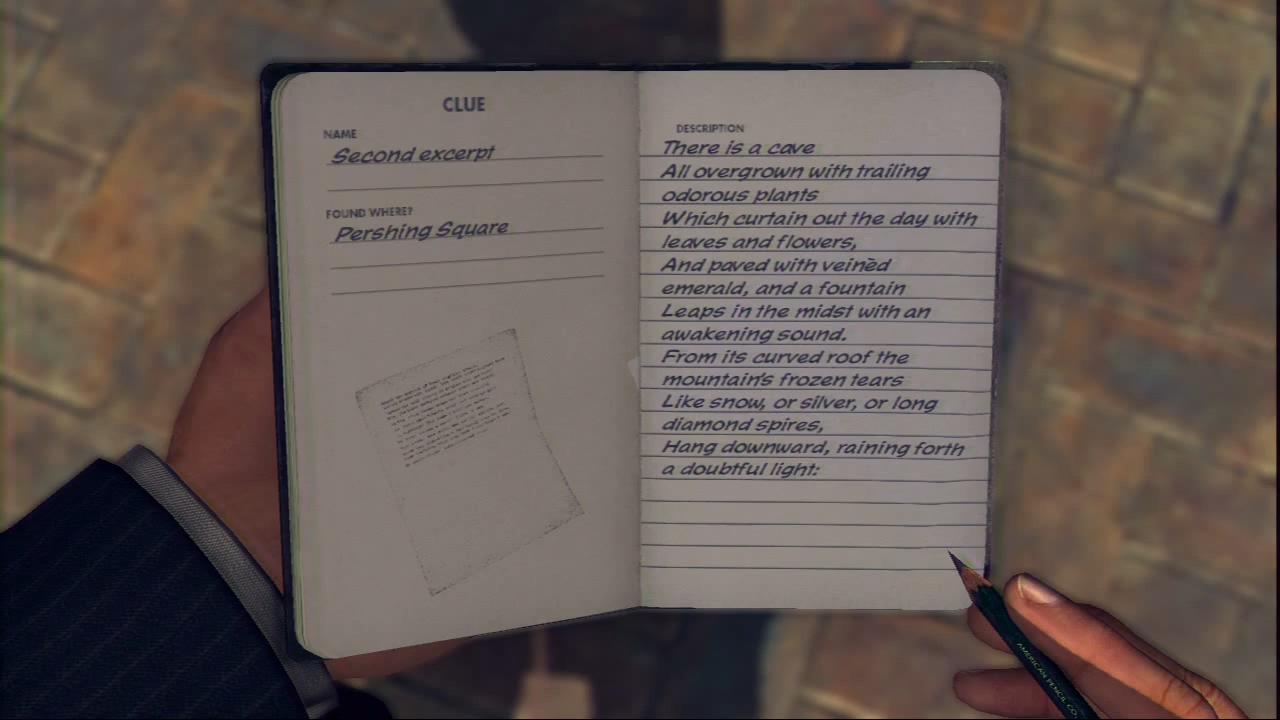 CLUE
NAME
Second excerpt
FOUND WHERE?
Pershing Square
DESCRIPTION
There is a cave
All overgrown with trailing
odorous plants
Which curtain out the day with
leaves and flowers,
And paved with veinèd
emerald, and a fountain
Leaps in the midst with an
awakening sound.
From its curved roof the
mountain's frozen tears
Like snow, or silver, or long
diamond spires,
Hang downward, raining forth
a doubtful light:
AMERICAN PENCIL CO.